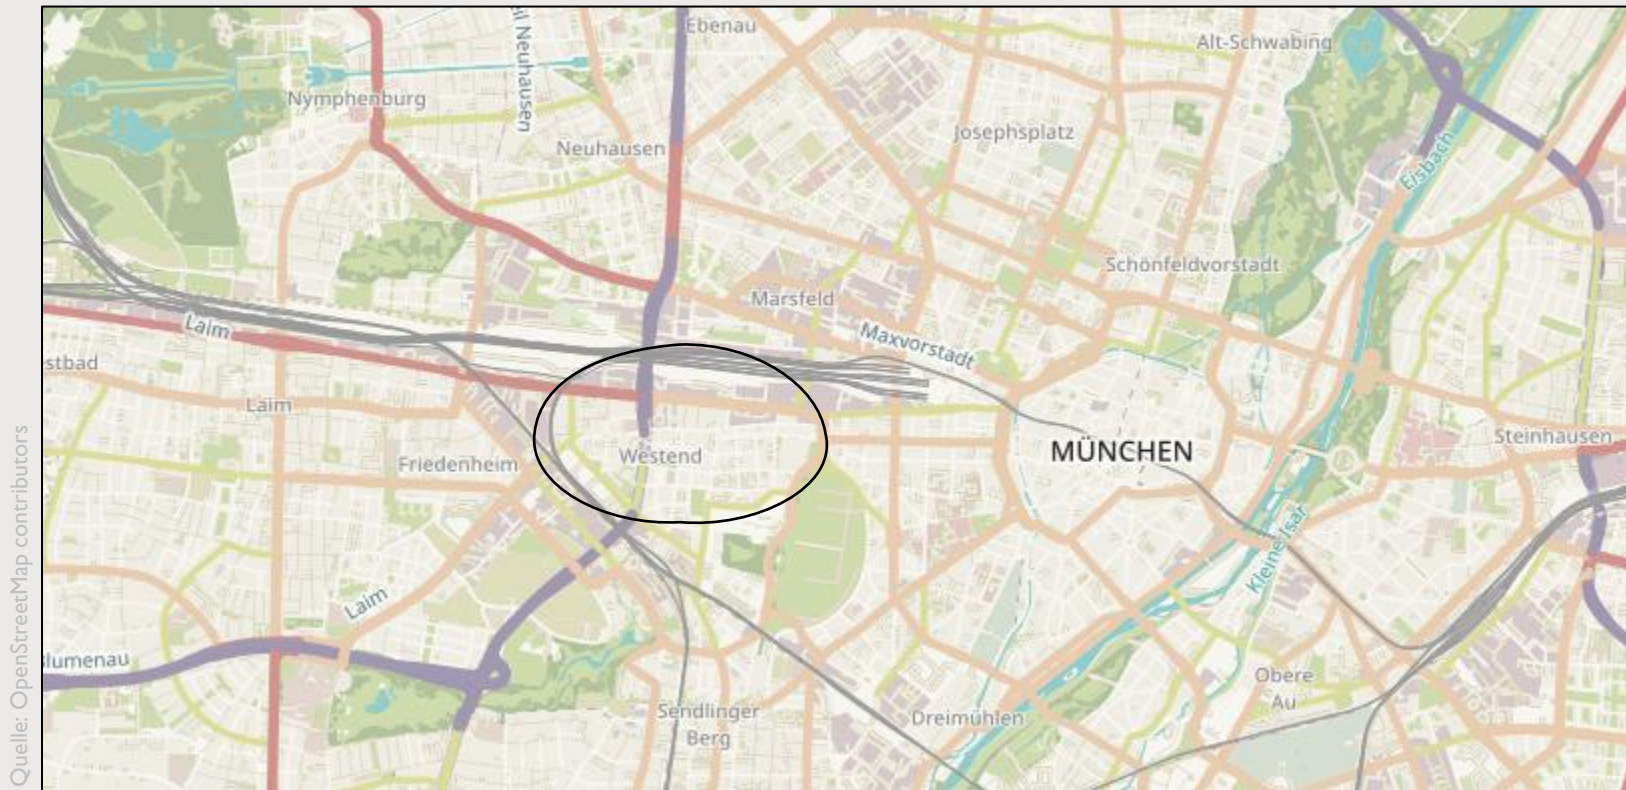 Ebenau
Alt-Schwabing
Nymphenburg
Neuhausen
Josephsplatz
Eisbach
Schönfeldvorstadt
Marsfeld
Maxvorstadt
Laim
stbad
Laim
Westend
Friedenheim
MÜNCHEN
Steinhausen
Kleine Isar
Laim
lumenau
Sendlinger
Berg
Dreimühlen
Obere
Au
Quelle: OpenStreetMap contributors